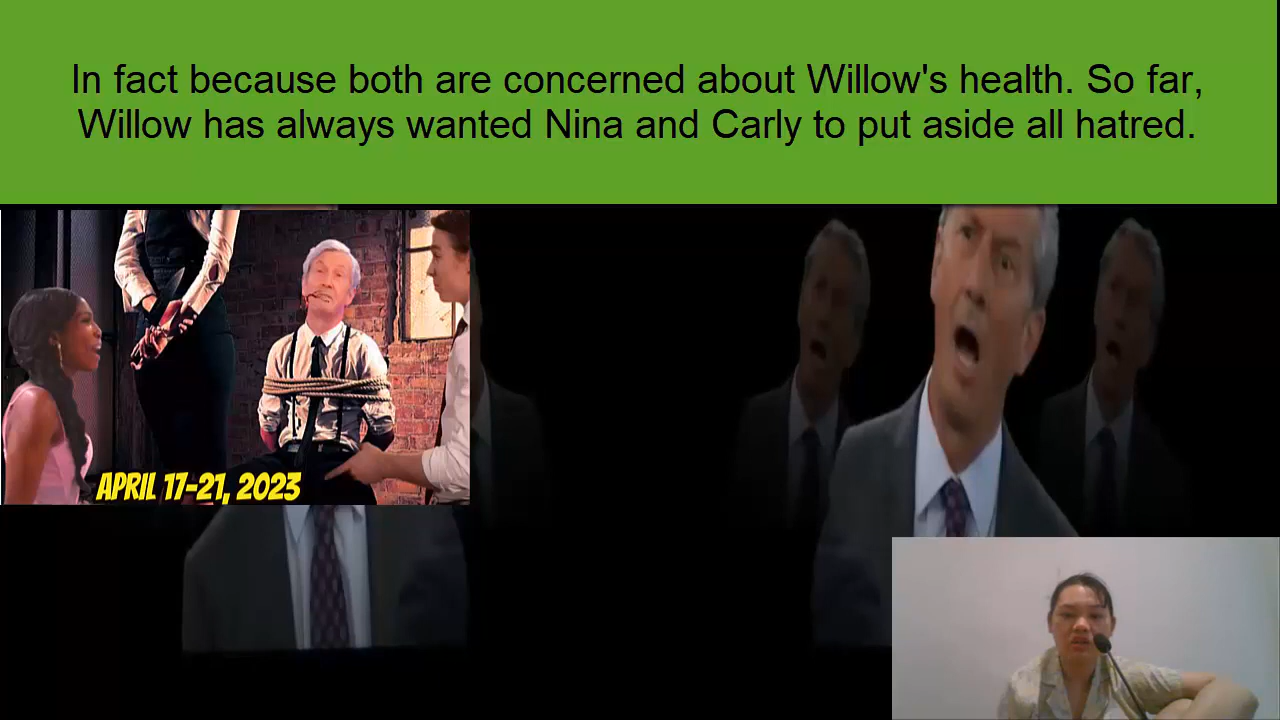 In fact because both are concerned about Willow's health. So far,
Willow has always wanted Nina and Carly to put aside all hatred.
APRIL 17-21, 2023